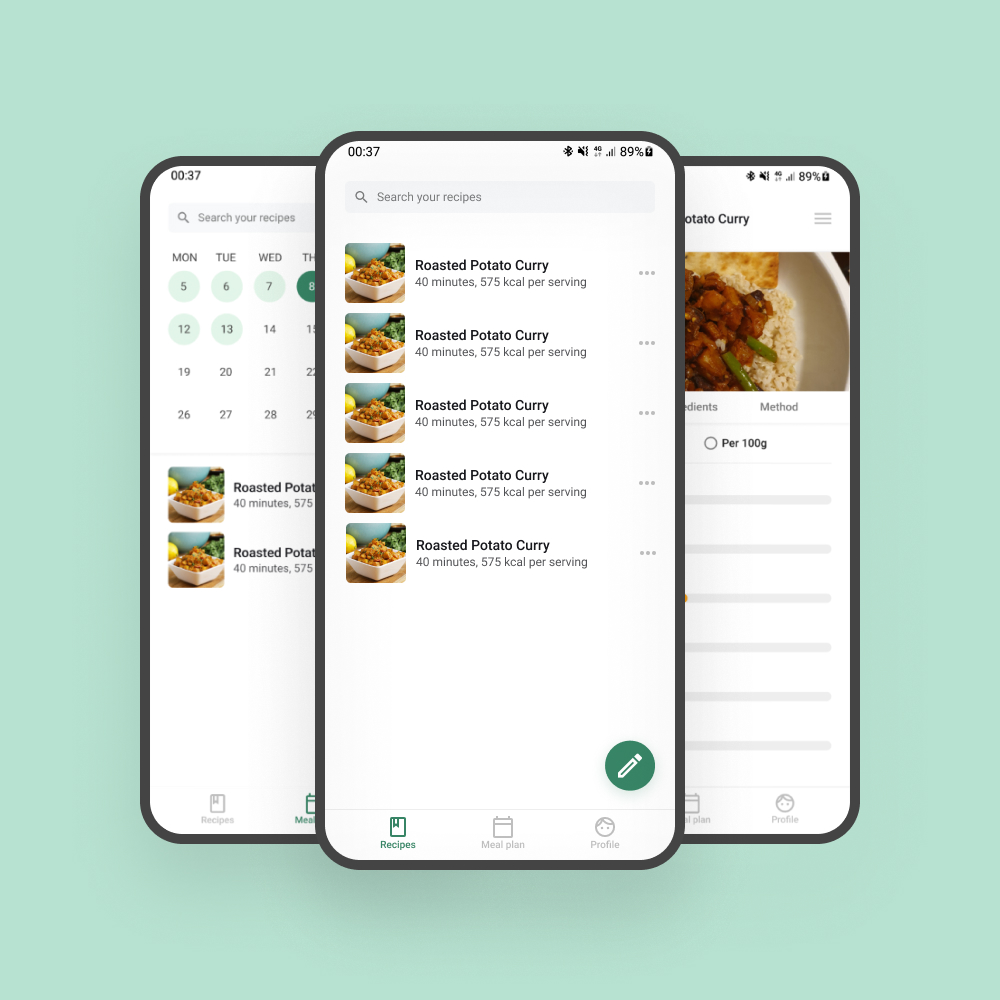 00:37
Search your recipes
MON TUE WED TH
5 6 7 8
12 13 14 15
19 20 21 22
26 27 28 29
Roasted Potat
40 minutes, 575
Roasted Potat
40 minutes, 575
Recipes Meal
00:37 4G 89%
Search your recipes
Roasted Potato Curry
40 minutes, 575 kcal per serving
Roasted Potato Curry
40 minutes, 575 kcal per serving
Roasted Potato Curry
40 minutes, 575 kcal per serving
Roasted Potato Curry
40 minutes, 575 kcal per serving
Roasted Potato Curry
40 minutes, 575 kcal per serving
Recipes Meal plan Profile
4G 89%
otato Curry
edients Method
Per 100g
al plan Profile